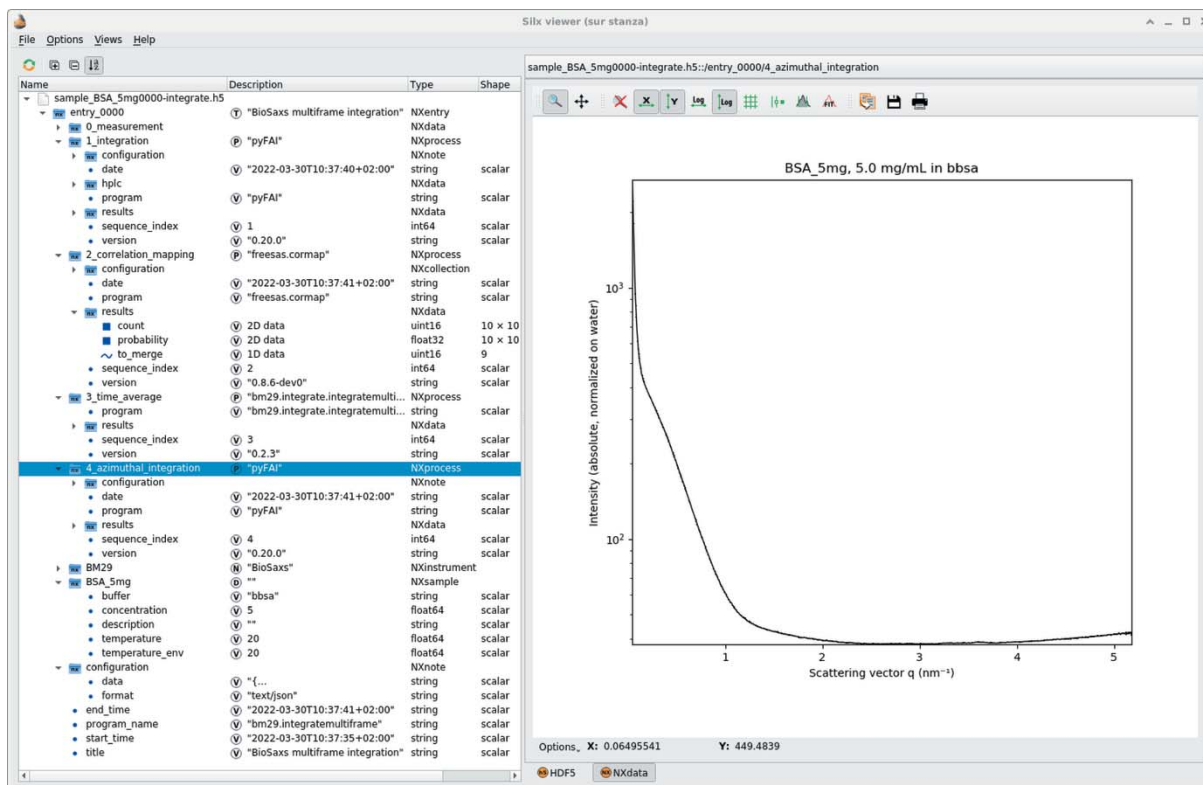 Silx viewer (sur stanza)
File Options Views Help
Name Description Type Shape
sample_BSA_5mg0000-integrate.h5
entry_0000 T "BioSaxs multiframe integration" NXentry
0_measurement NXdata
1_integration P "pyFAI" NXprocess
configuration NXnote
date V "2022-03-30T10:37:40+02:00" string scalar
hplc NXdata
program V "pyFAI" string scalar
results NXdata
sequence_index V 1 int64 scalar
version V "0.20.0" string scalar
2_correlation_mapping P "freesas.cormap" NXprocess
configuration NXcollection
date V "2022-03-30T10:37:41+02:00" string scalar
program V "freesas.cormap" string scalar
results NXdata
count V 2D data uint16 10 × 10
probability V 2D data float32 10 × 10
to_merge V 1D data uint16 9
sequence_index V 2 int64 scalar
version V "0.8.6-dev0" string scalar
3_time_average P "bm29.integrate.integratemulti... NXprocess
program V "bm29.integrate.integratemulti... string scalar
results NXdata
sequence_index V 3 int64 scalar
version V "0.2.3" string scalar
4_azimuthal_integration P "pyFAI" NXprocess
configuration NXnote
date V "2022-03-30T10:37:41+02:00" string scalar
program V "pyFAI" string scalar
results NXdata
sequence_index V 4 int64 scalar
version V "0.20.0" string scalar
BM29 N "BioSaxs" NXinstrument
BSA_5mg D "" NXsample
buffer V "bbsa" string scalar
concentration V 5 float64 scalar
description V "" string scalar
temperature V 20 float64 scalar
temperature_env V 20 float64 scalar
configuration NXnote
data V "{... string scalar
format V "text/json" string scalar
end_time V "2022-03-30T10:37:41+02:00" string scalar
program_name V "bm29.integratemultiframe" string scalar
start_time V "2022-03-30T10:37:35+02:00" string scalar
title V "BioSaxs multiframe integration" string scalar
sample_BSA_5mg0000-integrate.h5::/entry_0000/4_azimuthal_integration
X Y Log Log FIT.
BSA_5mg, 5.0 mg/mL in bbsa
Intensity (absolute, normalized on water)
10³
10²
1 2 3 4 5
Scattering vector q (nm⁻¹)
Options X: 0.06495541 Y: 449.4839
HDF5 NXdata